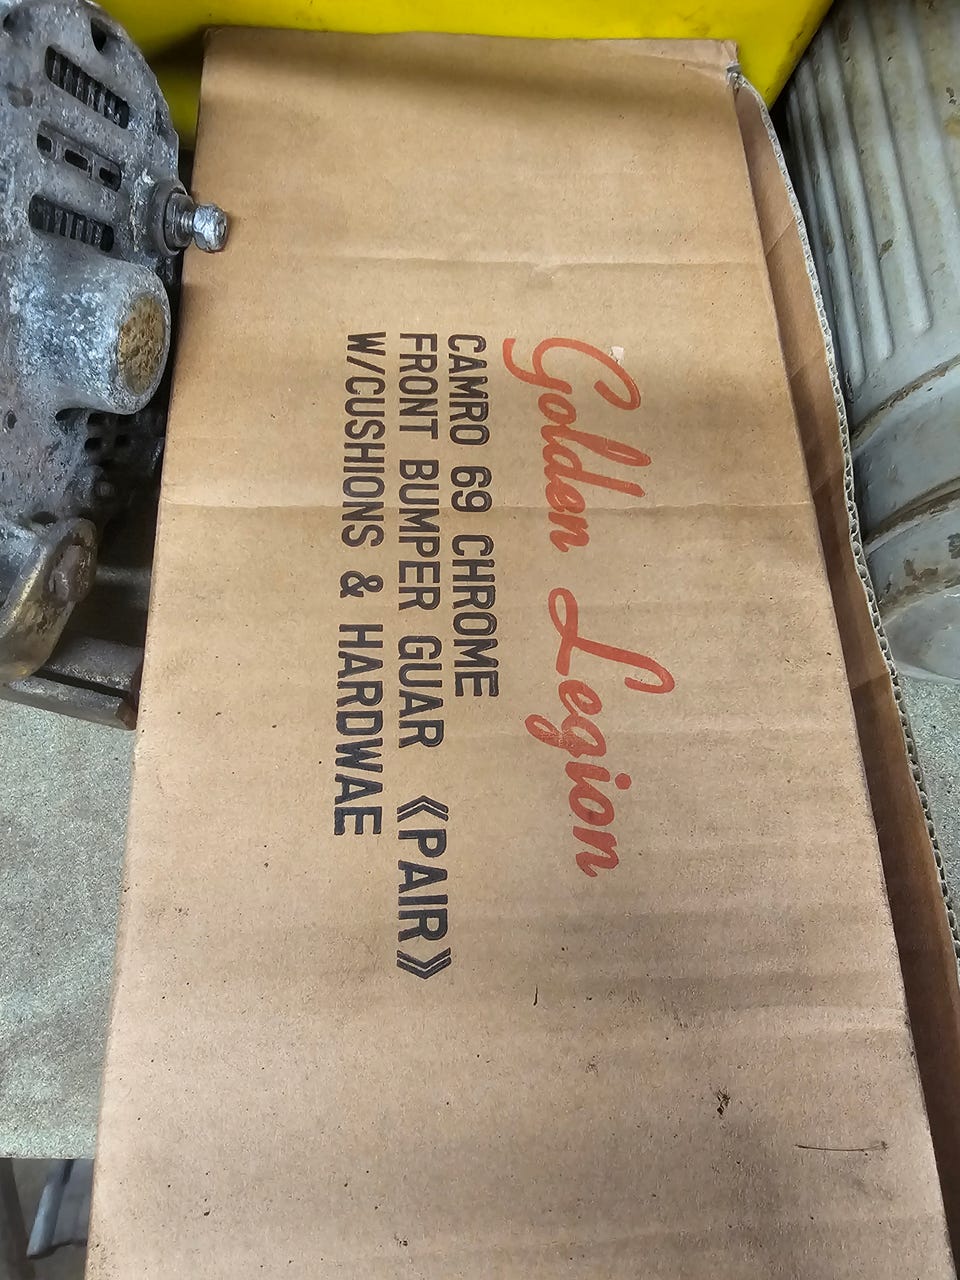 Golden Legion
CAMRO 69 CHROME
FRONT BUMPER GUAR 《PAIR》
W/CUSHIONS & HARDWAE